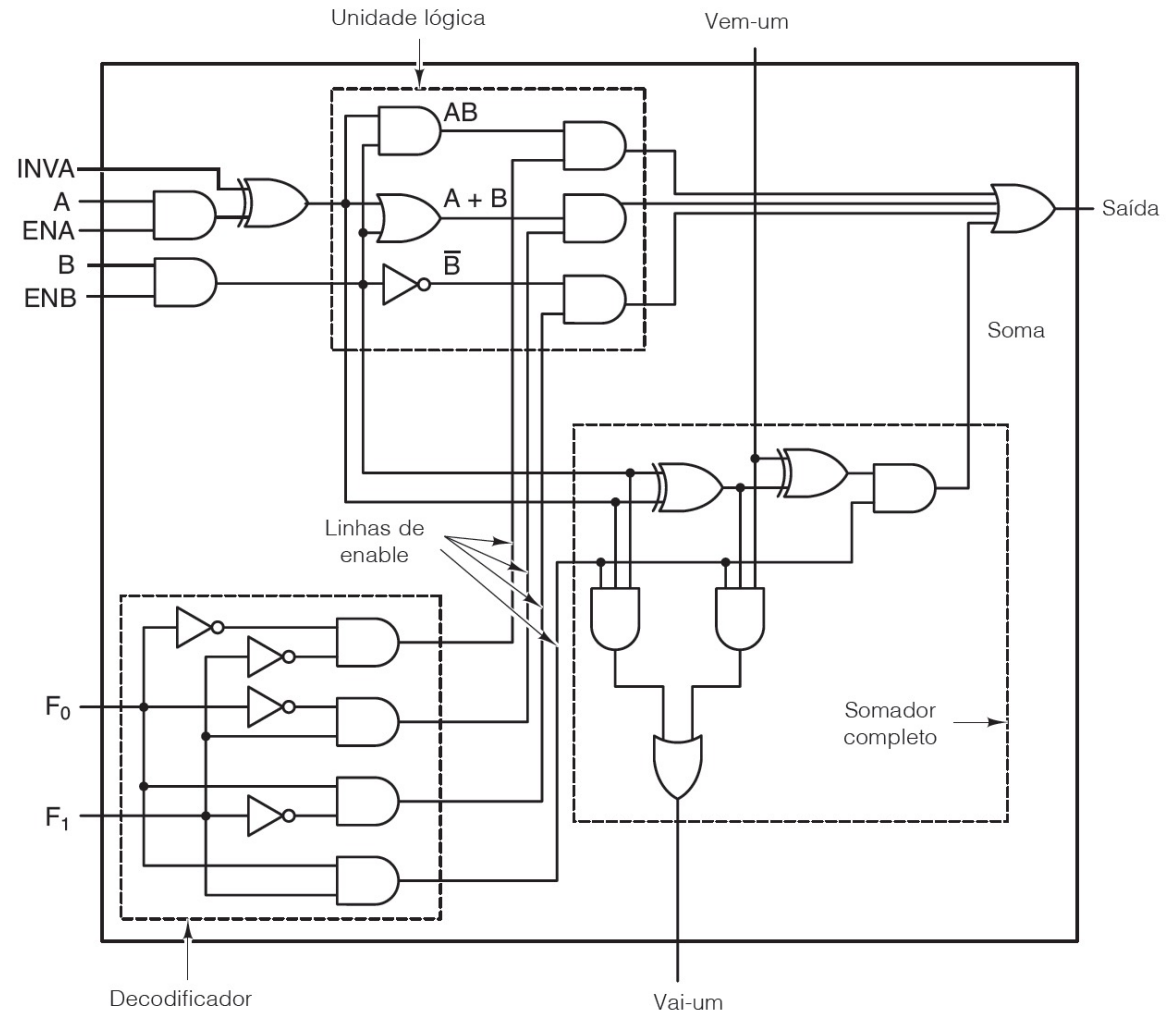 Unidade lógica
Vem-um
AB
INVA
A
A + B
ENA
Saída
B
B̅
ENB
Soma
Linhas de
enable
F₀
Somador
completo
F₁
Decodificador
Vai-um